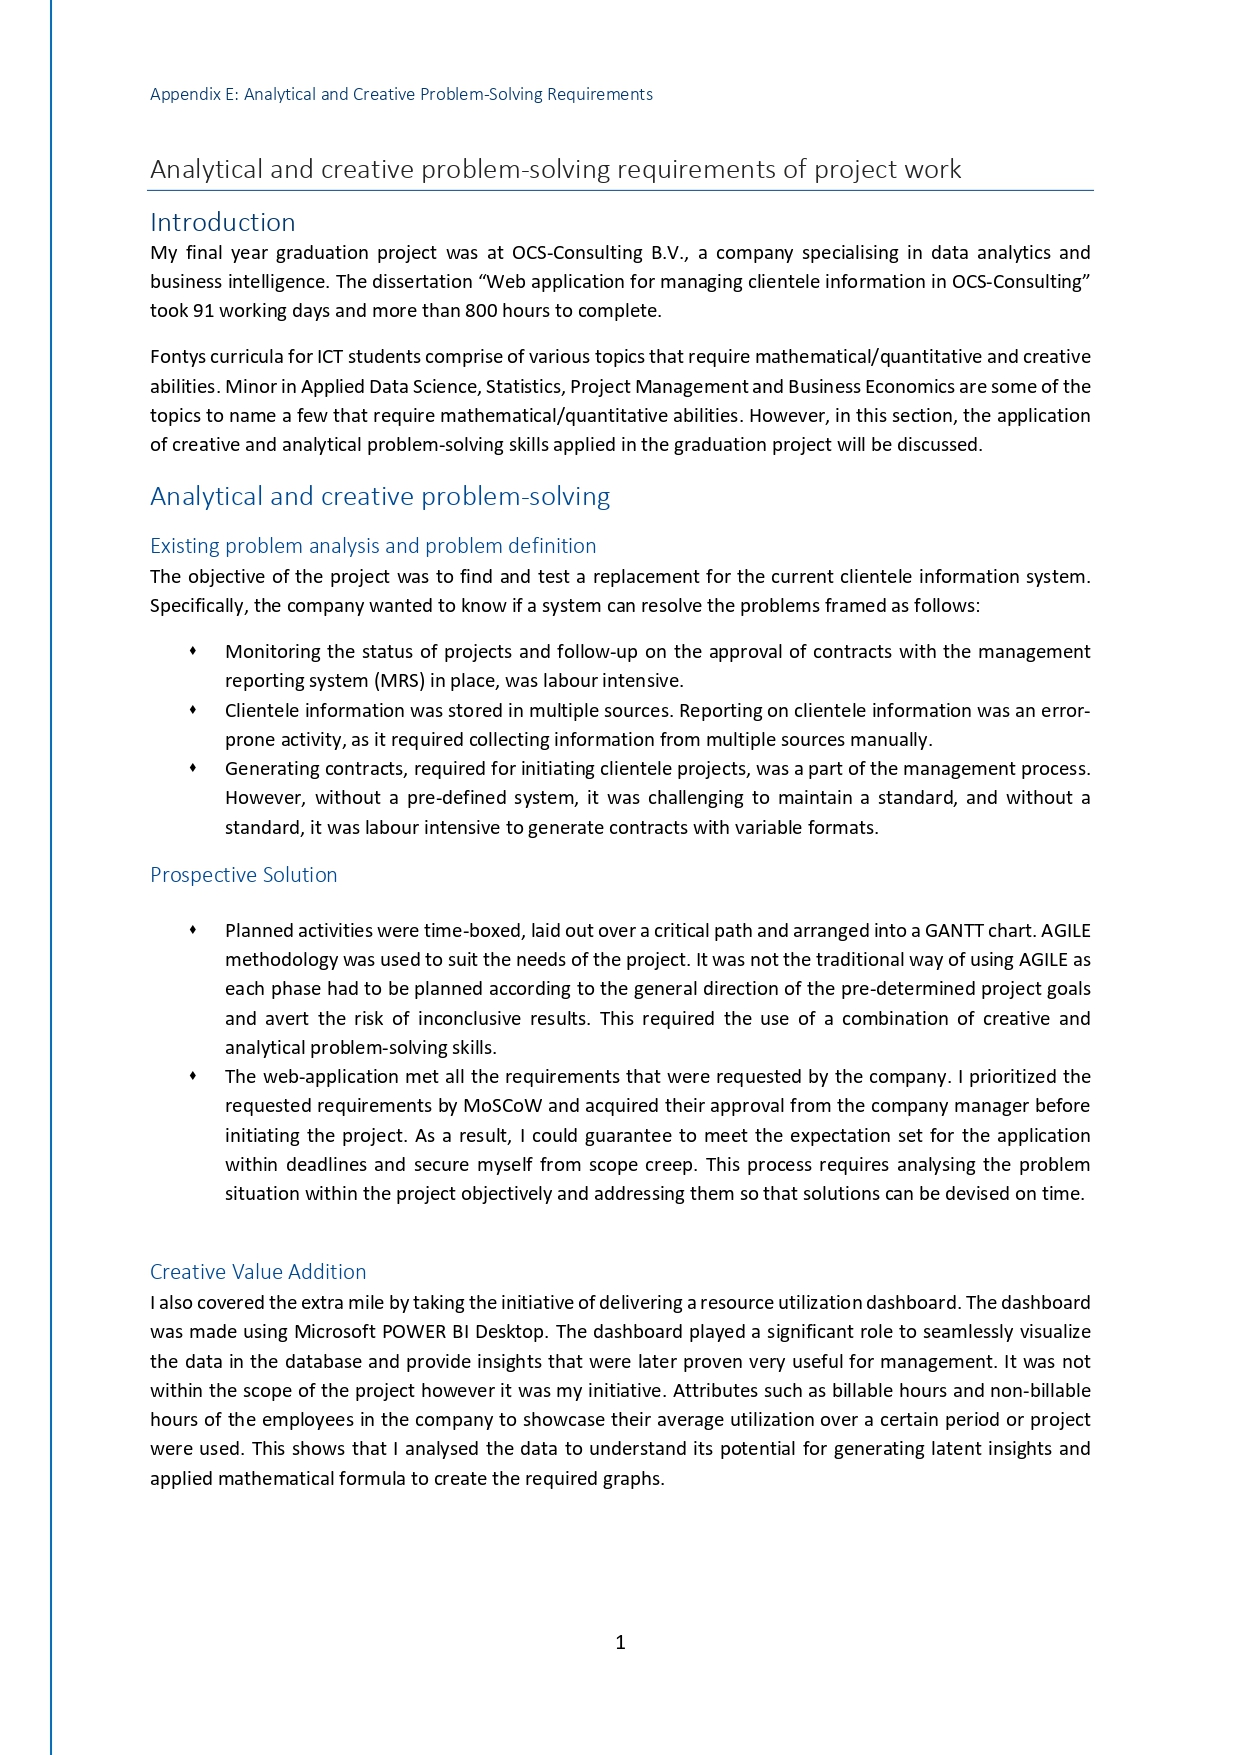 Appendix E: Analytical and Creative Problem-Solving Requirements
Analytical and creative problem-solving requirements of project work
Introduction
My final year graduation project was at OCS-Consulting B.V., a company specialising in data analytics and
business intelligence. The dissertation “Web application for managing clientele information in OCS-Consulting”
took 91 working days and more than 800 hours to complete.
Fontys curricula for ICT students comprise of various topics that require mathematical/quantitative and creative
abilities. Minor in Applied Data Science, Statistics, Project Management and Business Economics are some of the
topics to name a few that require mathematical/quantitative abilities. However, in this section, the application
of creative and analytical problem-solving skills applied in the graduation project will be discussed.
Analytical and creative problem-solving
Existing problem analysis and problem definition
The objective of the project was to find and test a replacement for the current clientele information system.
Specifically, the company wanted to know if a system can resolve the problems framed as follows:
♦ Monitoring the status of projects and follow-up on the approval of contracts with the management
reporting system (MRS) in place, was labour intensive.
♦ Clientele information was stored in multiple sources. Reporting on clientele information was an error-
prone activity, as it required collecting information from multiple sources manually.
♦ Generating contracts, required for initiating clientele projects, was a part of the management process.
However, without a pre-defined system, it was challenging to maintain a standard, and without a
standard, it was labour intensive to generate contracts with variable formats.
Prospective Solution
♦ Planned activities were time-boxed, laid out over a critical path and arranged into a GANTT chart. AGILE
methodology was used to suit the needs of the project. It was not the traditional way of using AGILE as
each phase had to be planned according to the general direction of the pre-determined project goals
and avert the risk of inconclusive results. This required the use of a combination of creative and
analytical problem-solving skills.
♦ The web-application met all the requirements that were requested by the company. I prioritized the
requested requirements by MoSCoW and acquired their approval from the company manager before
initiating the project. As a result, I could guarantee to meet the expectation set for the application
within deadlines and secure myself from scope creep. This process requires analysing the problem
situation within the project objectively and addressing them so that solutions can be devised on time.
Creative Value Addition
I also covered the extra mile by taking the initiative of delivering a resource utilization dashboard. The dashboard
was made using Microsoft POWER BI Desktop. The dashboard played a significant role to seamlessly visualize
the data in the database and provide insights that were later proven very useful for management. It was not
within the scope of the project however it was my initiative. Attributes such as billable hours and non-billable
hours of the employees in the company to showcase their average utilization over a certain period or project
were used. This shows that I analysed the data to understand its potential for generating latent insights and
applied mathematical formula to create the required graphs.
1